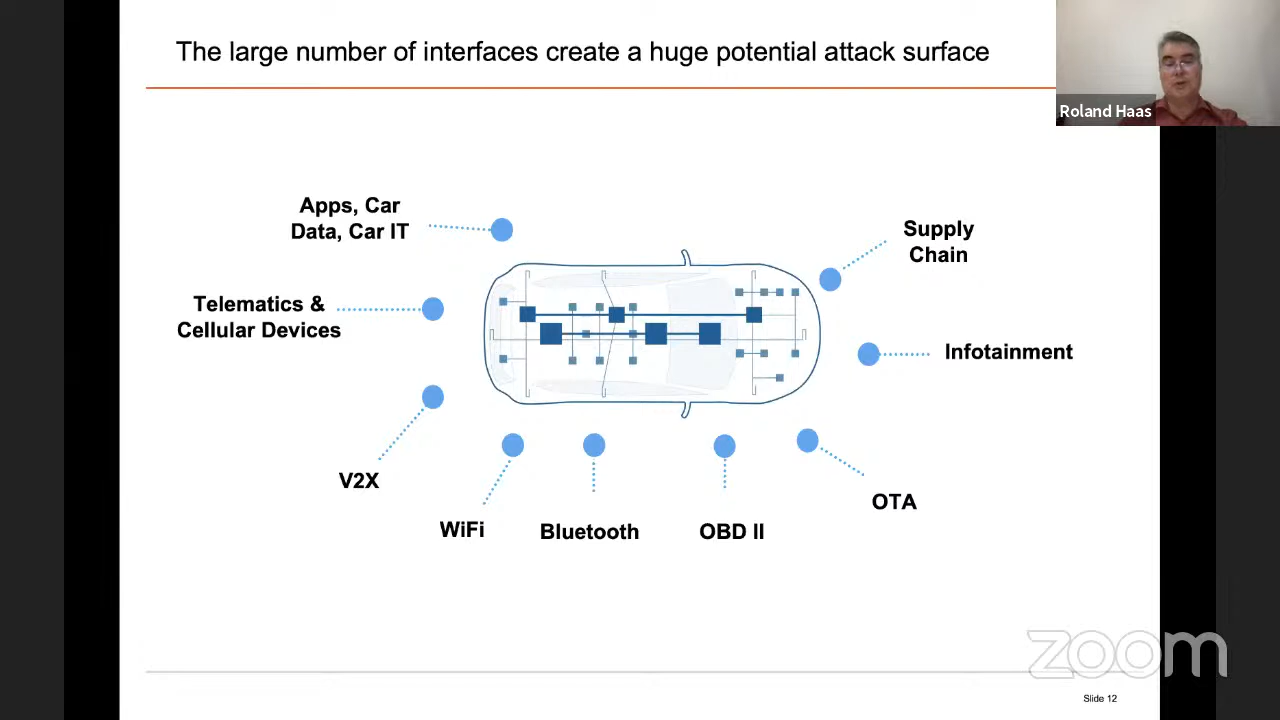 The large number of interfaces create a huge potential attack surface
Roland Haas
Apps, Car
Data, Car IT
Supply
Chain
Telematics &
Cellular Devices
Infotainment
V2X
OTA
WiFi
Bluetooth
OBD II
zoom
Slide 12